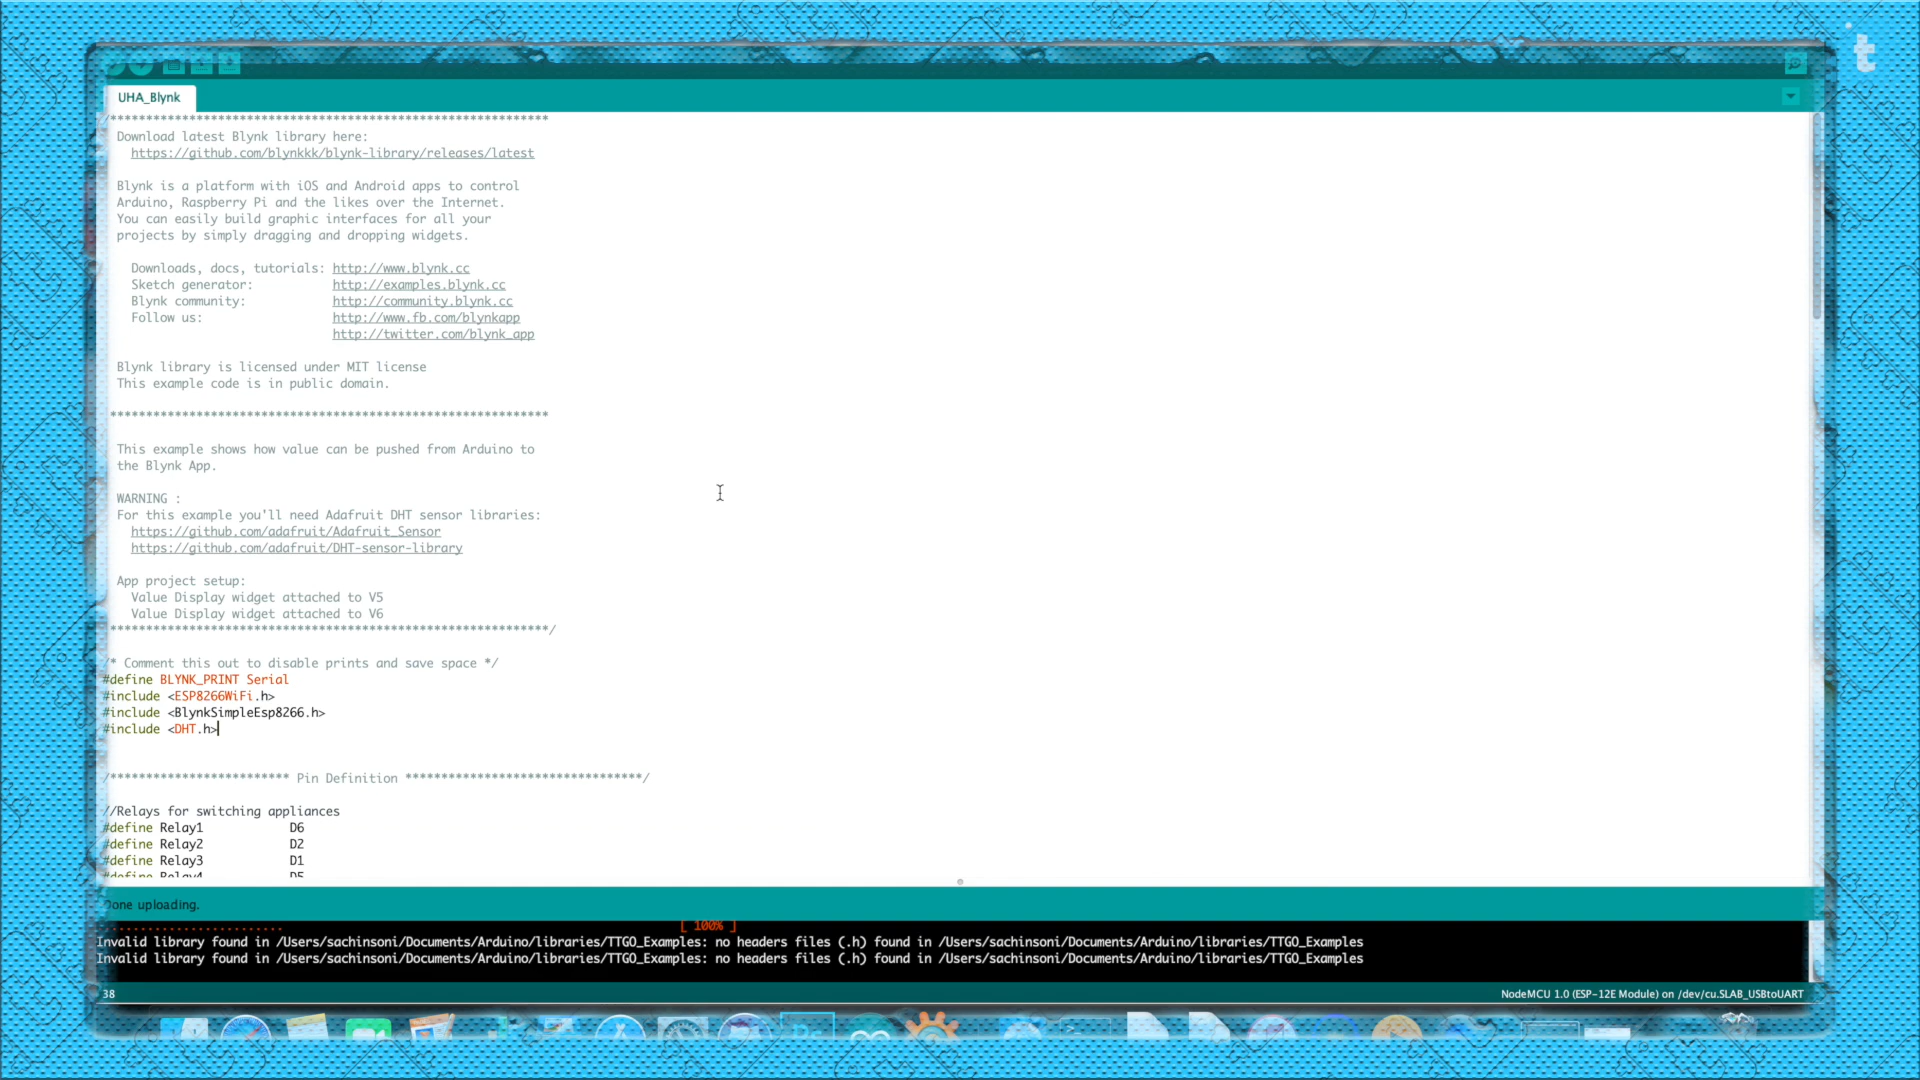 UHA_Blynk
/*************************************************************
Download latest Blynk library here:
https://github.com/blynkkk/blynk-library/releases/latest
Blynk is a platform with iOS and Android apps to control
Arduino, Raspberry Pi and the likes over the Internet.
You can easily build graphic interfaces for all your
projects by simply dragging and dropping widgets.
Downloads, docs, tutorials: http://www.blynk.cc
Sketch generator: http://examples.blynk.cc
Blynk community: http://community.blynk.cc
Follow us: http://www.fb.com/blynkapp
http://twitter.com/blynk_app
Blynk library is licensed under MIT license
This example code is in public domain.
*************************************************************
This example shows how value can be pushed from Arduino to
the Blynk App.
WARNING :
For this example you'll need Adafruit DHT sensor libraries:
https://github.com/adafruit/Adafruit_Sensor
https://github.com/adafruit/DHT-sensor-library
App project setup:
Value Display widget attached to V5
Value Display widget attached to V6
*************************************************************/
/* Comment this out to disable prints and save space */
#define BLYNK_PRINT Serial
#include <ESP8266WiFi.h>
#include <BlynkSimpleEsp8266.h>
#include <DHT.h>
/************************* Pin Definition *********************************/
//Relays for switching appliances
#define Relay1 D6
#define Relay2 D2
#define Relay3 D1
#define Relay4 D5
Done uploading.
......................... [ 100% ]
Invalid library found in /Users/sachinsoni/Documents/Arduino/libraries/TTGO_Examples: no headers files (.h) found in /Users/sachinsoni/Documents/Arduino/libraries/TTGO_Examples
Invalid library found in /Users/sachinsoni/Documents/Arduino/libraries/TTGO_Examples: no headers files (.h) found in /Users/sachinsoni/Documents/Arduino/libraries/TTGO_Examples
38
NodeMCU 1.0 (ESP-12E Module) on /dev/cu.SLAB_USBtoUART
t